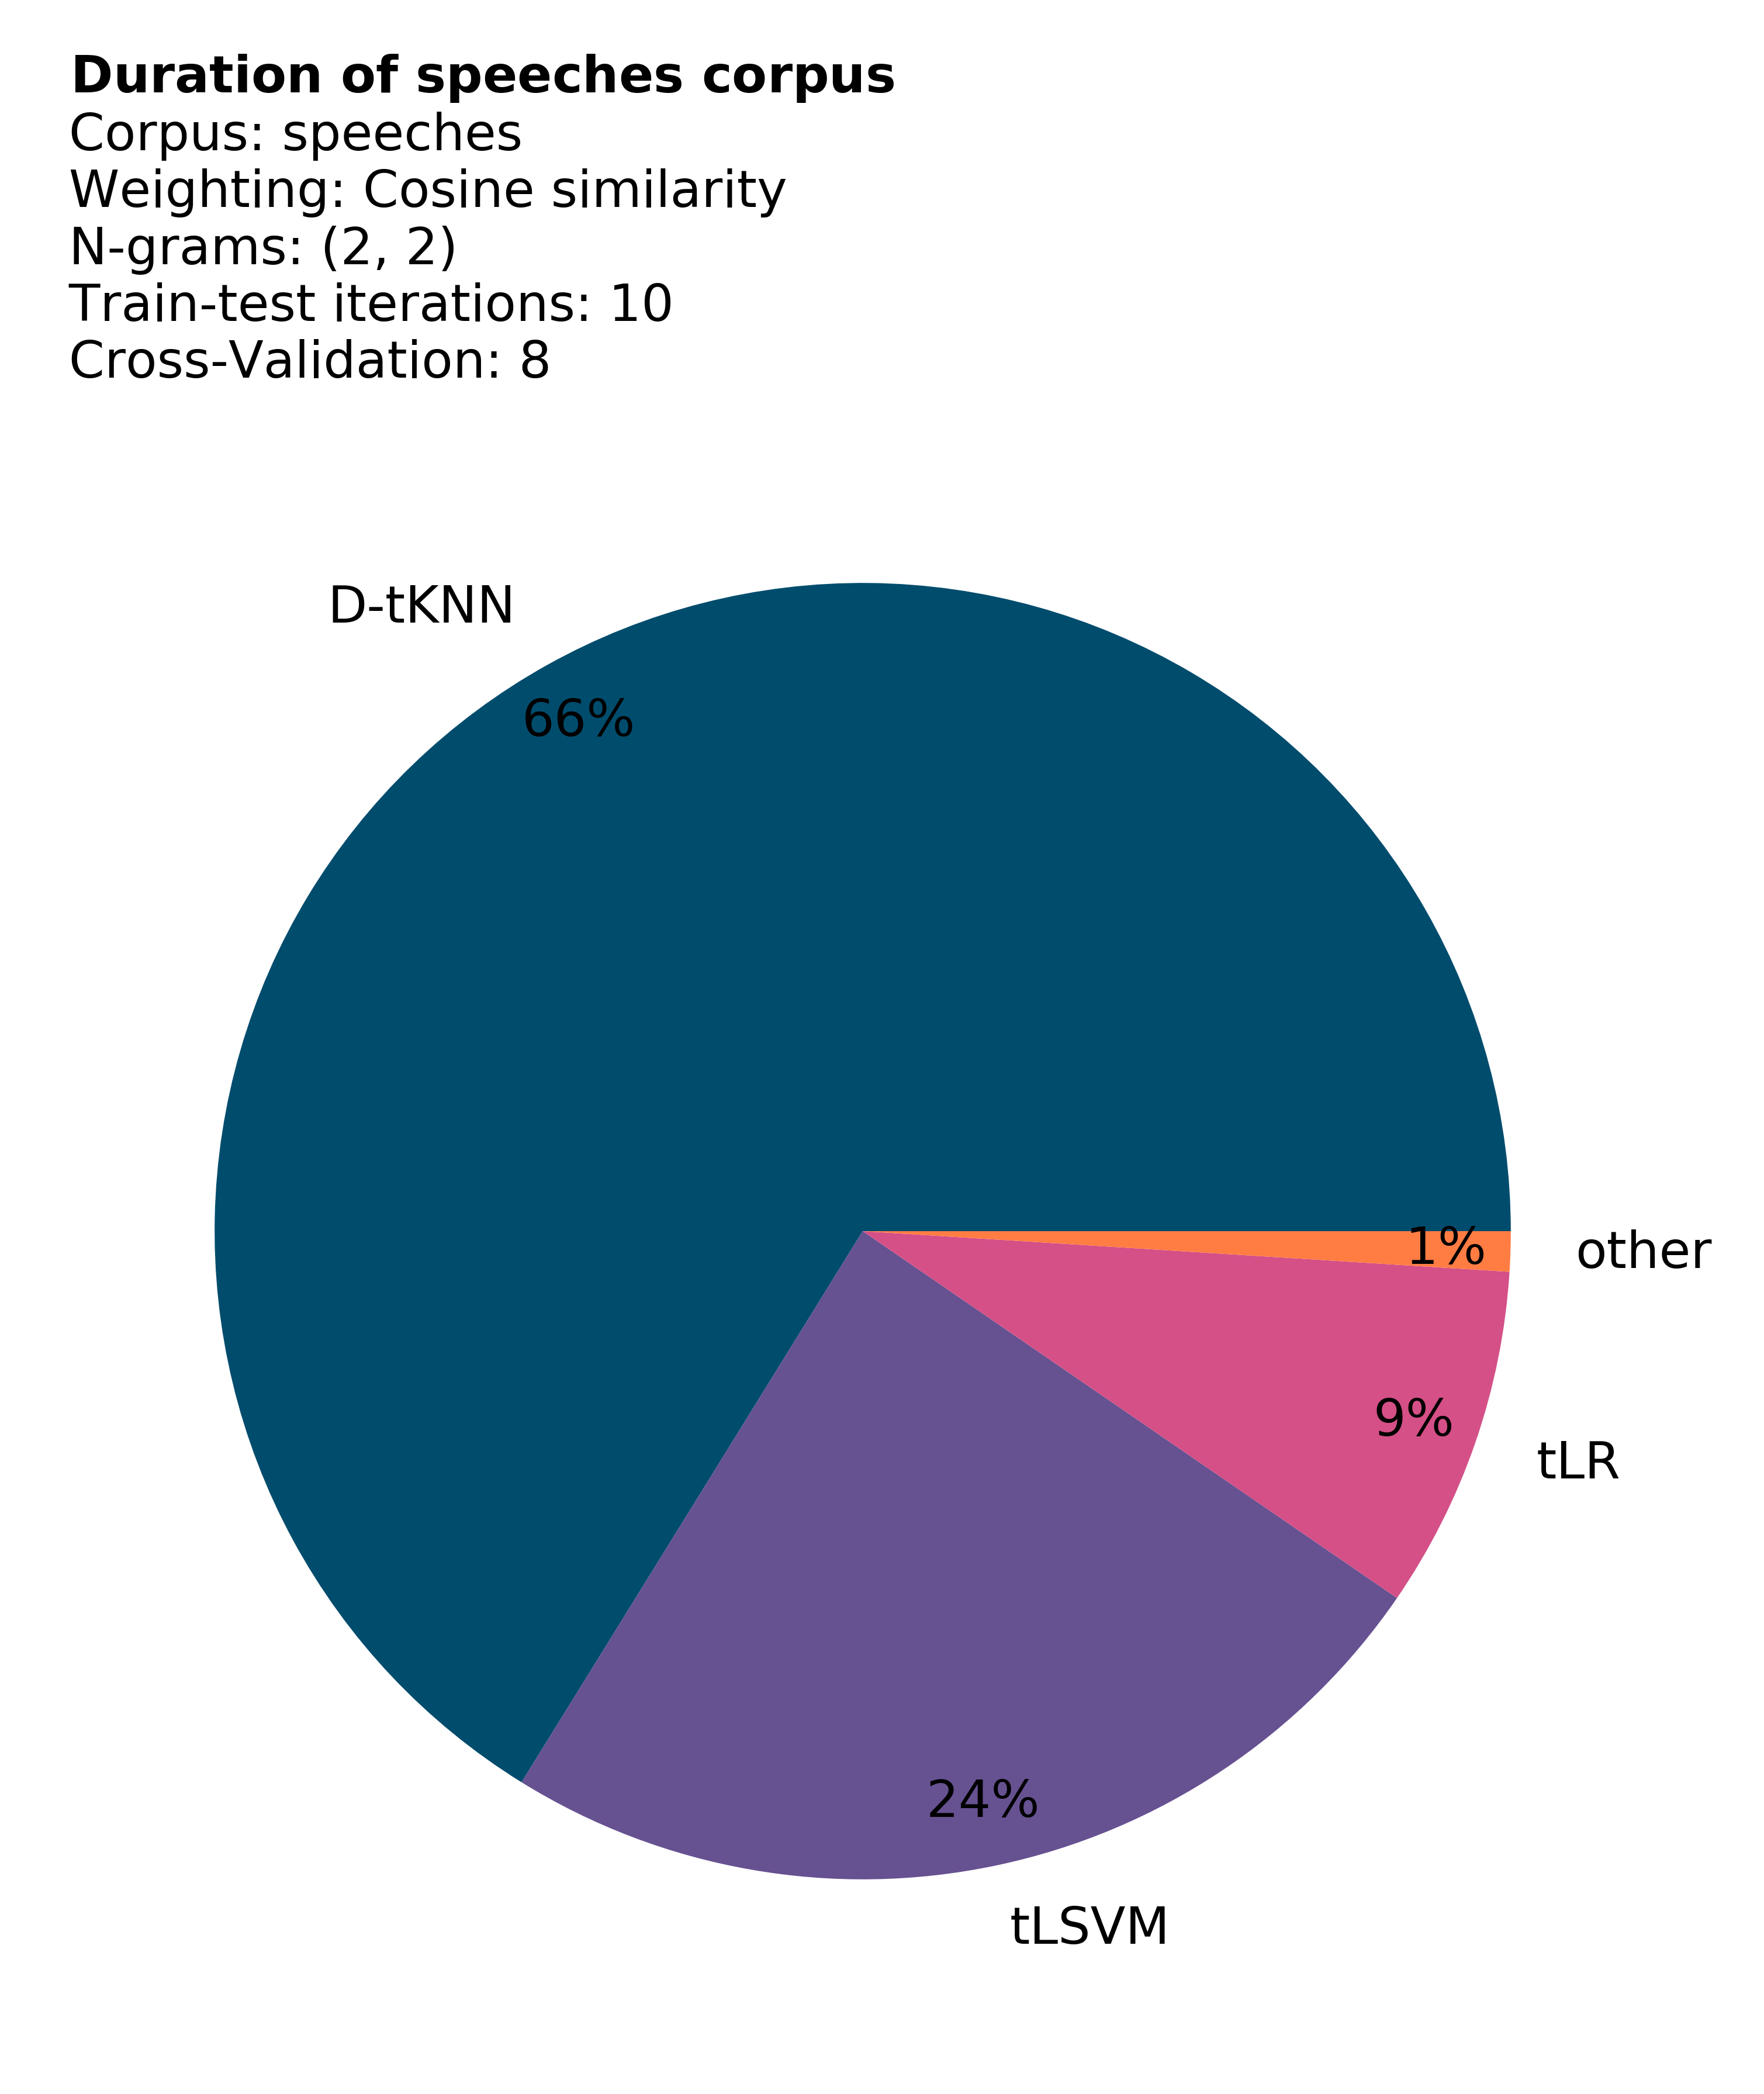 Duration of speeches corpus
Corpus: speeches
Weighting: Cosine similarity
N-grams: (2, 2)
Train-test iterations: 10
Cross-Validation: 8
D-tKNN
66%
1%
other
9%
tLR
24%
tLSVM